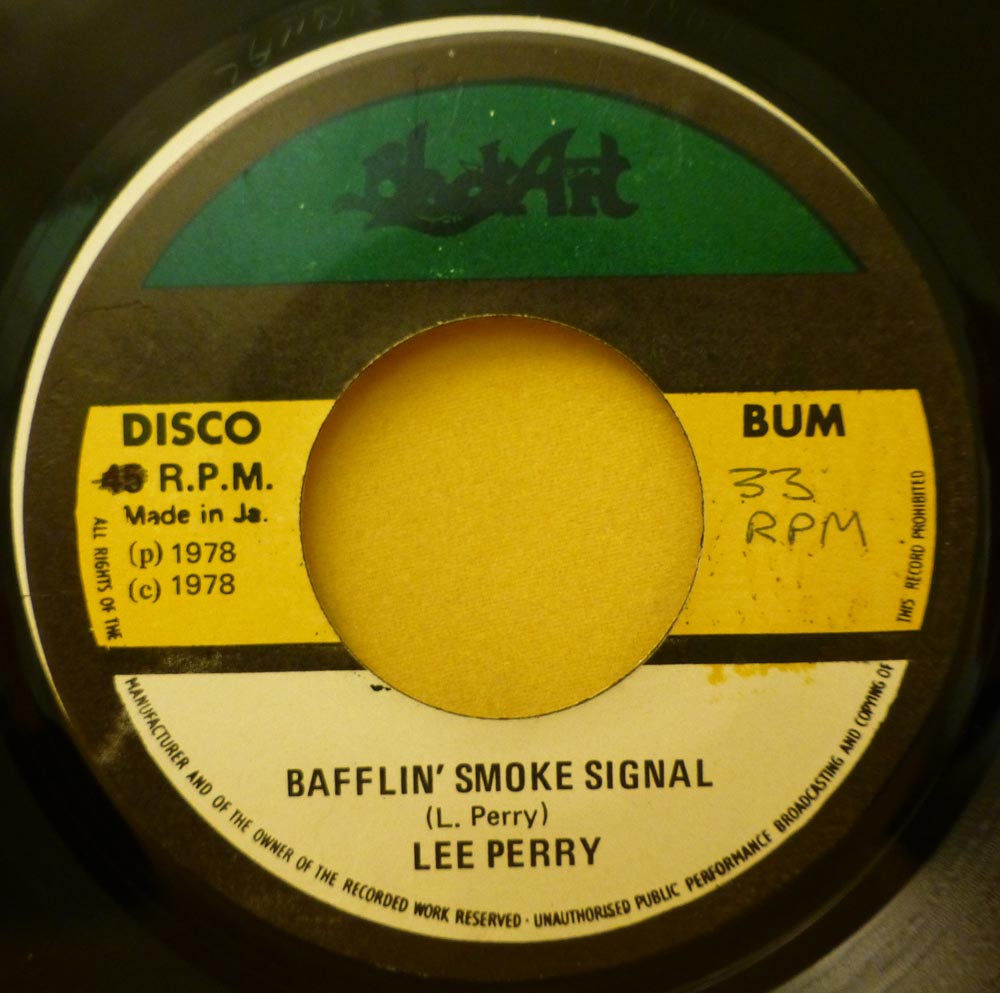 BlackArt
DISCO
45 R.P.M.
Made in Ja.
(p) 1978
(c) 1978
BUM
33
RPM
BAFFLIN' SMOKE SIGNAL
(L. Perry)
LEE PERRY
ALL RIGHTS OF THE MANUFACTURER AND OF THE OWNER OF THE RECORDED WORK RESERVED · UNAUTHORISED PUBLIC PERFORMANCE BROADCASTING AND COPYING OF THIS RECORD PROHIBITED